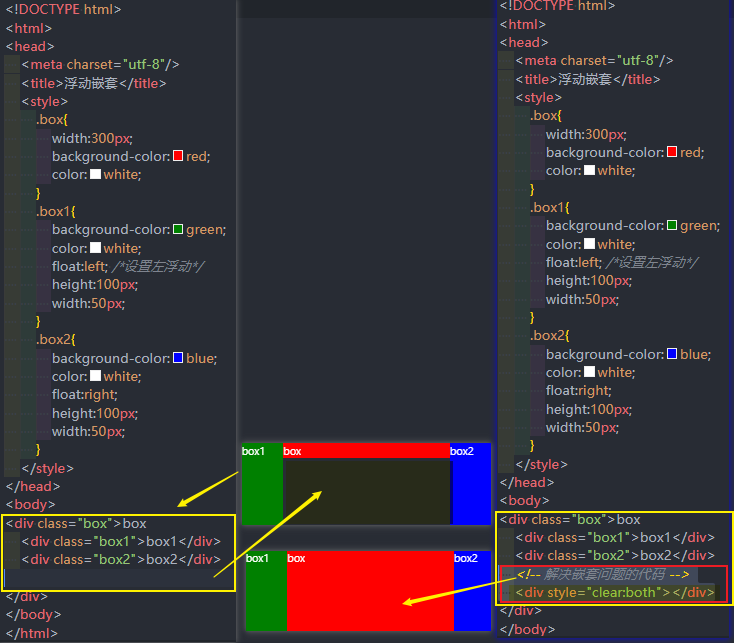 <!DOCTYPE html>
<html>
<head>
<meta charset="utf-8"/>
<title>浮动嵌套</title>
<style>
.box{
width:300px;
background-color:red;
color:white;
}
.box1{
background-color:green;
color:white;
float:left; /*设置左浮动*/
height:100px;
width:50px;
}
.box2{
background-color:blue;
color:white;
float:right;
height:100px;
width:50px;
}
</style>
</head>
<body>
<div class="box">box
<div class="box1">box1</div>
<div class="box2">box2</div>
</div>
</body>
</html>
box1 box box2
box1 box box2
<!DOCTYPE html>
<html>
<head>
<meta charset="utf-8"/>
<title>浮动嵌套</title>
<style>
.box{
width:300px;
background-color:red;
color:white;
}
.box1{
background-color:green;
color:white;
float:left; /*设置左浮动*/
height:100px;
width:50px;
}
.box2{
background-color:blue;
color:white;
float:right;
height:100px;
width:50px;
}
</style>
</head>
<body>
<div class="box">box
<div class="box1">box1</div>
<div class="box2">box2</div>
<!-- 解决嵌套问题的代码 -->
<div style="clear:both"></div>
</div>
</body>